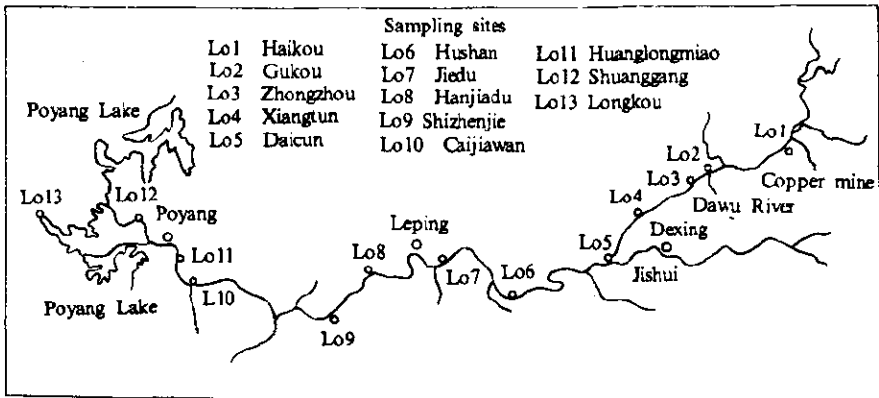 Sampling sites
Lo1 Haikou
Lo2 Gukou
Lo3 Zhongzhou
Lo4 Xiangtun
Lo5 Daicun
Lo6 Hushan
Lo7 Jiedu
Lo8 Hanjiadu
Lo9 Shizhenjie
Lo10 Caijiawan
Lo11 Huanglongmiao
Lo12 Shuanggang
Lo13 Longkou
Poyang Lake
Lo13
Lo12
Poyang
Lo11
L10
Poyang Lake
Lo9
Lo8
Leping
Lo7
Lo6
Lo5
Lo4
Lo3
Lo2
Lo1
Copper mine
Dawu River
Dexing
Jishui